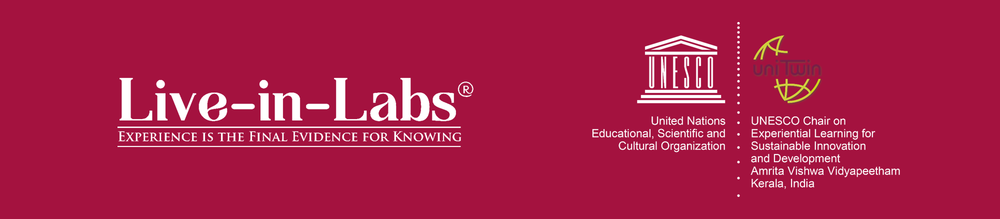 Live-in-Labs®
EXPERIENCE IS THE FINAL EVIDENCE FOR KNOWING
UNESCO
United Nations
Educational, Scientific and
Cultural Organization
uniTwin
UNESCO Chair on
Experiential Learning for
Sustainable Innovation
and Development
Amrita Vishwa Vidyapeetham
Kerala, India